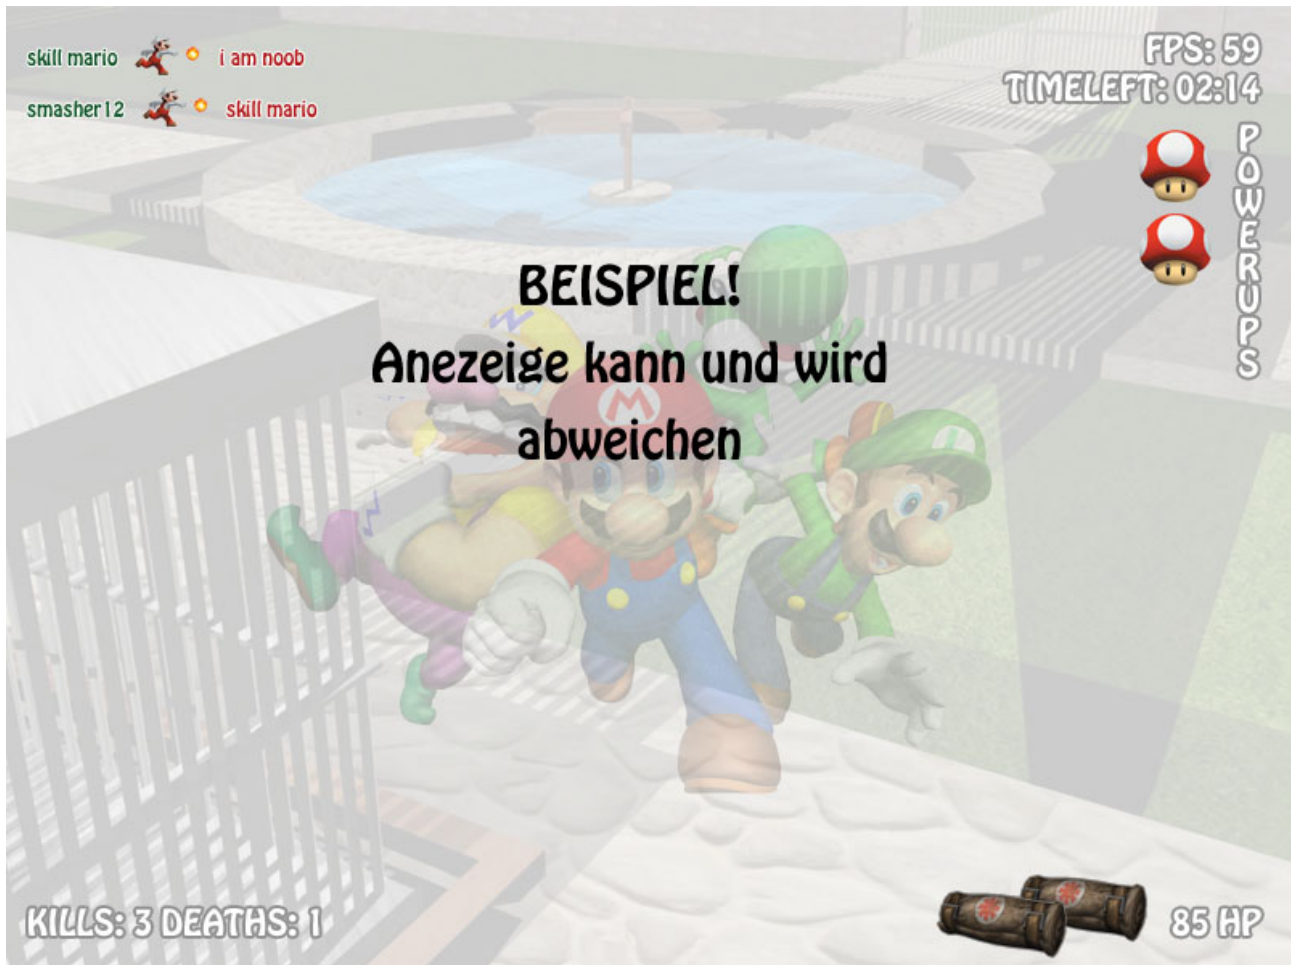 skill mario i am noob
smasher12 skill mario
FPS: 59
TIMELEFT: 02:14
POWERUPS
BEISPIEL!
Anezeige kann und wird
abweichen
M
KILLS: 3 DEATHS: 1
85 HP